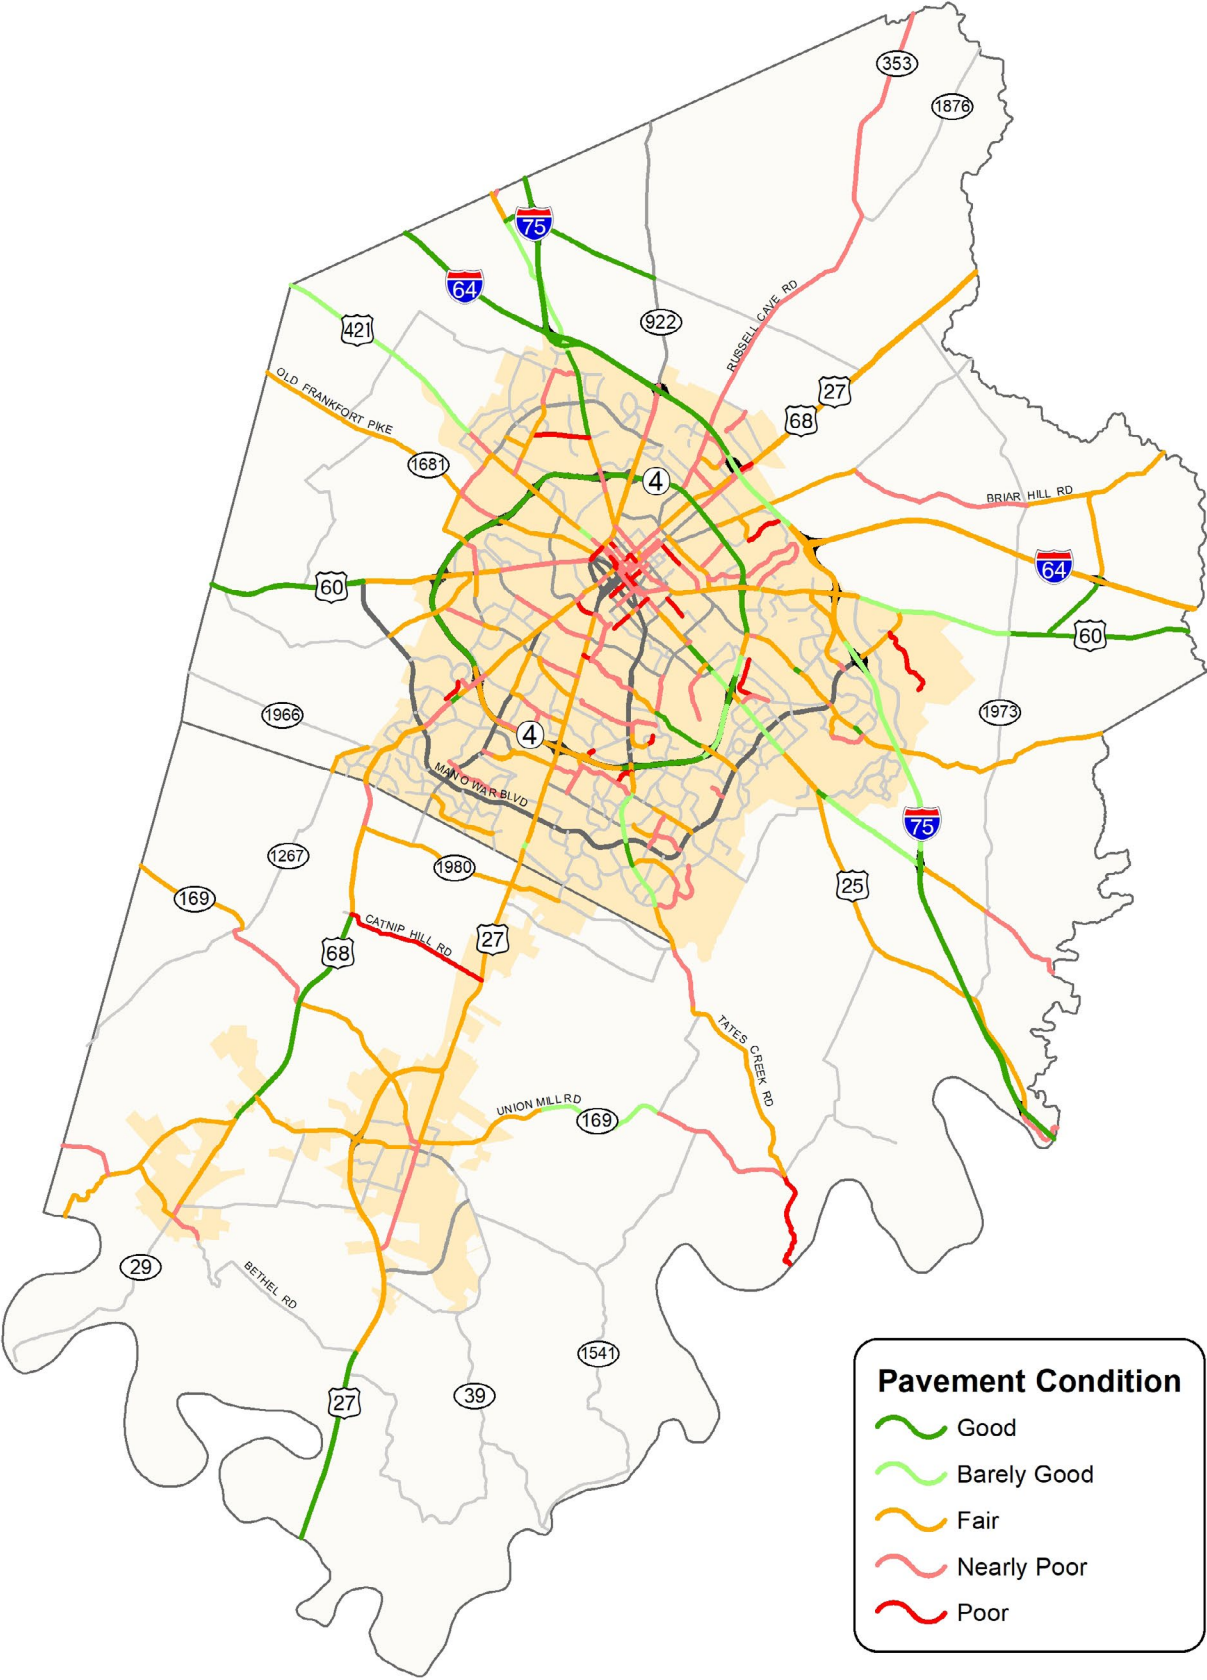 353
1876
75
64
421
922
RUSSELL CAVE RD
27
68
OLD FRANKFORT PIKE
1681
4
BRIAR HILL RD
64
60
60
1966
1973
4
MAN O WAR BLVD
75
1267
1980
25
169
CATNIP HILL RD
27
68
TATES CREEK RD
UNION MILL RD
169
29
BETHEL RD
1541
27
39
Pavement Condition
Good
Barely Good
Fair
Nearly Poor
Poor